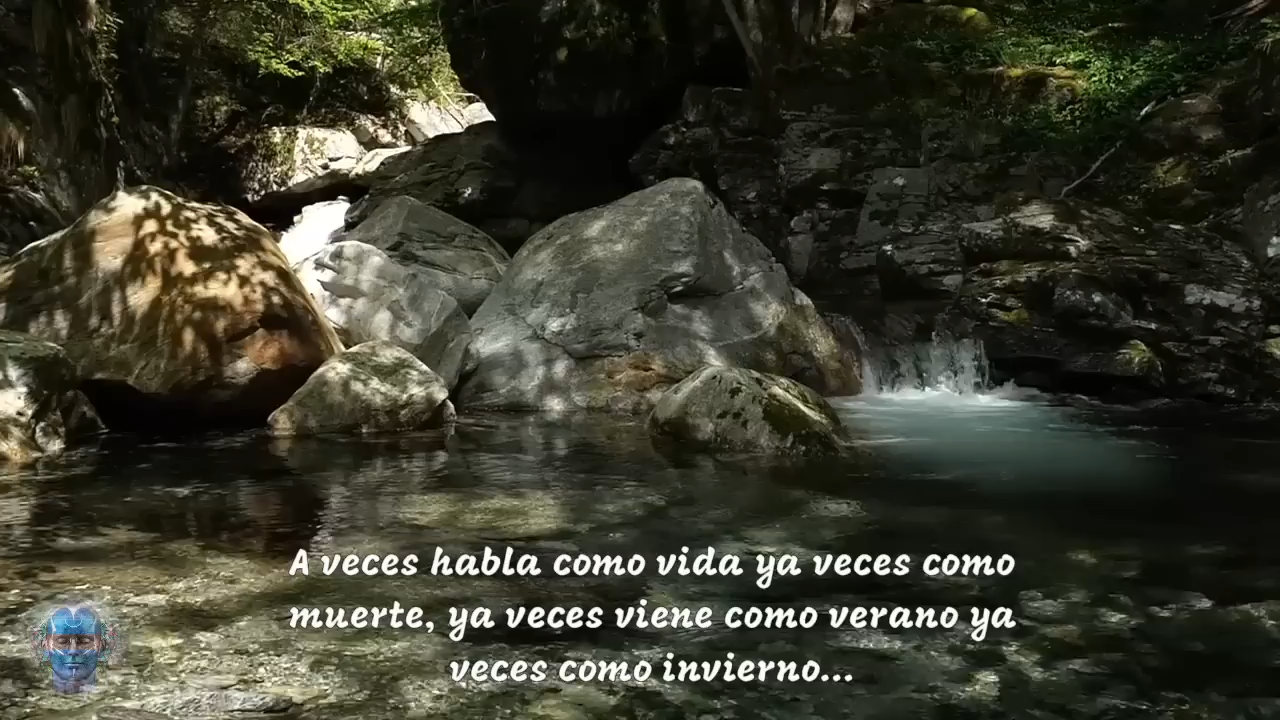 A veces habla como vida ya veces como
muerte, ya veces viene como verano ya
veces como invierno...